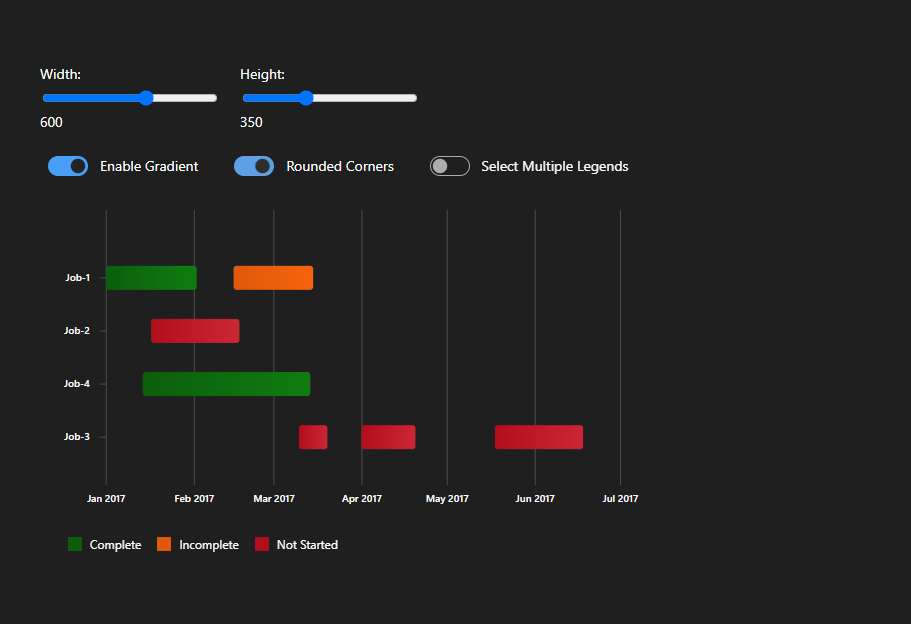 Width: Height:
600 350
Enable Gradient Rounded Corners Select Multiple Legends
Job-1
Job-2
Job-4
Job-3
Jan 2017 Feb 2017 Mar 2017 Apr 2017 May 2017 Jun 2017 Jul 2017
Complete Incomplete Not Started